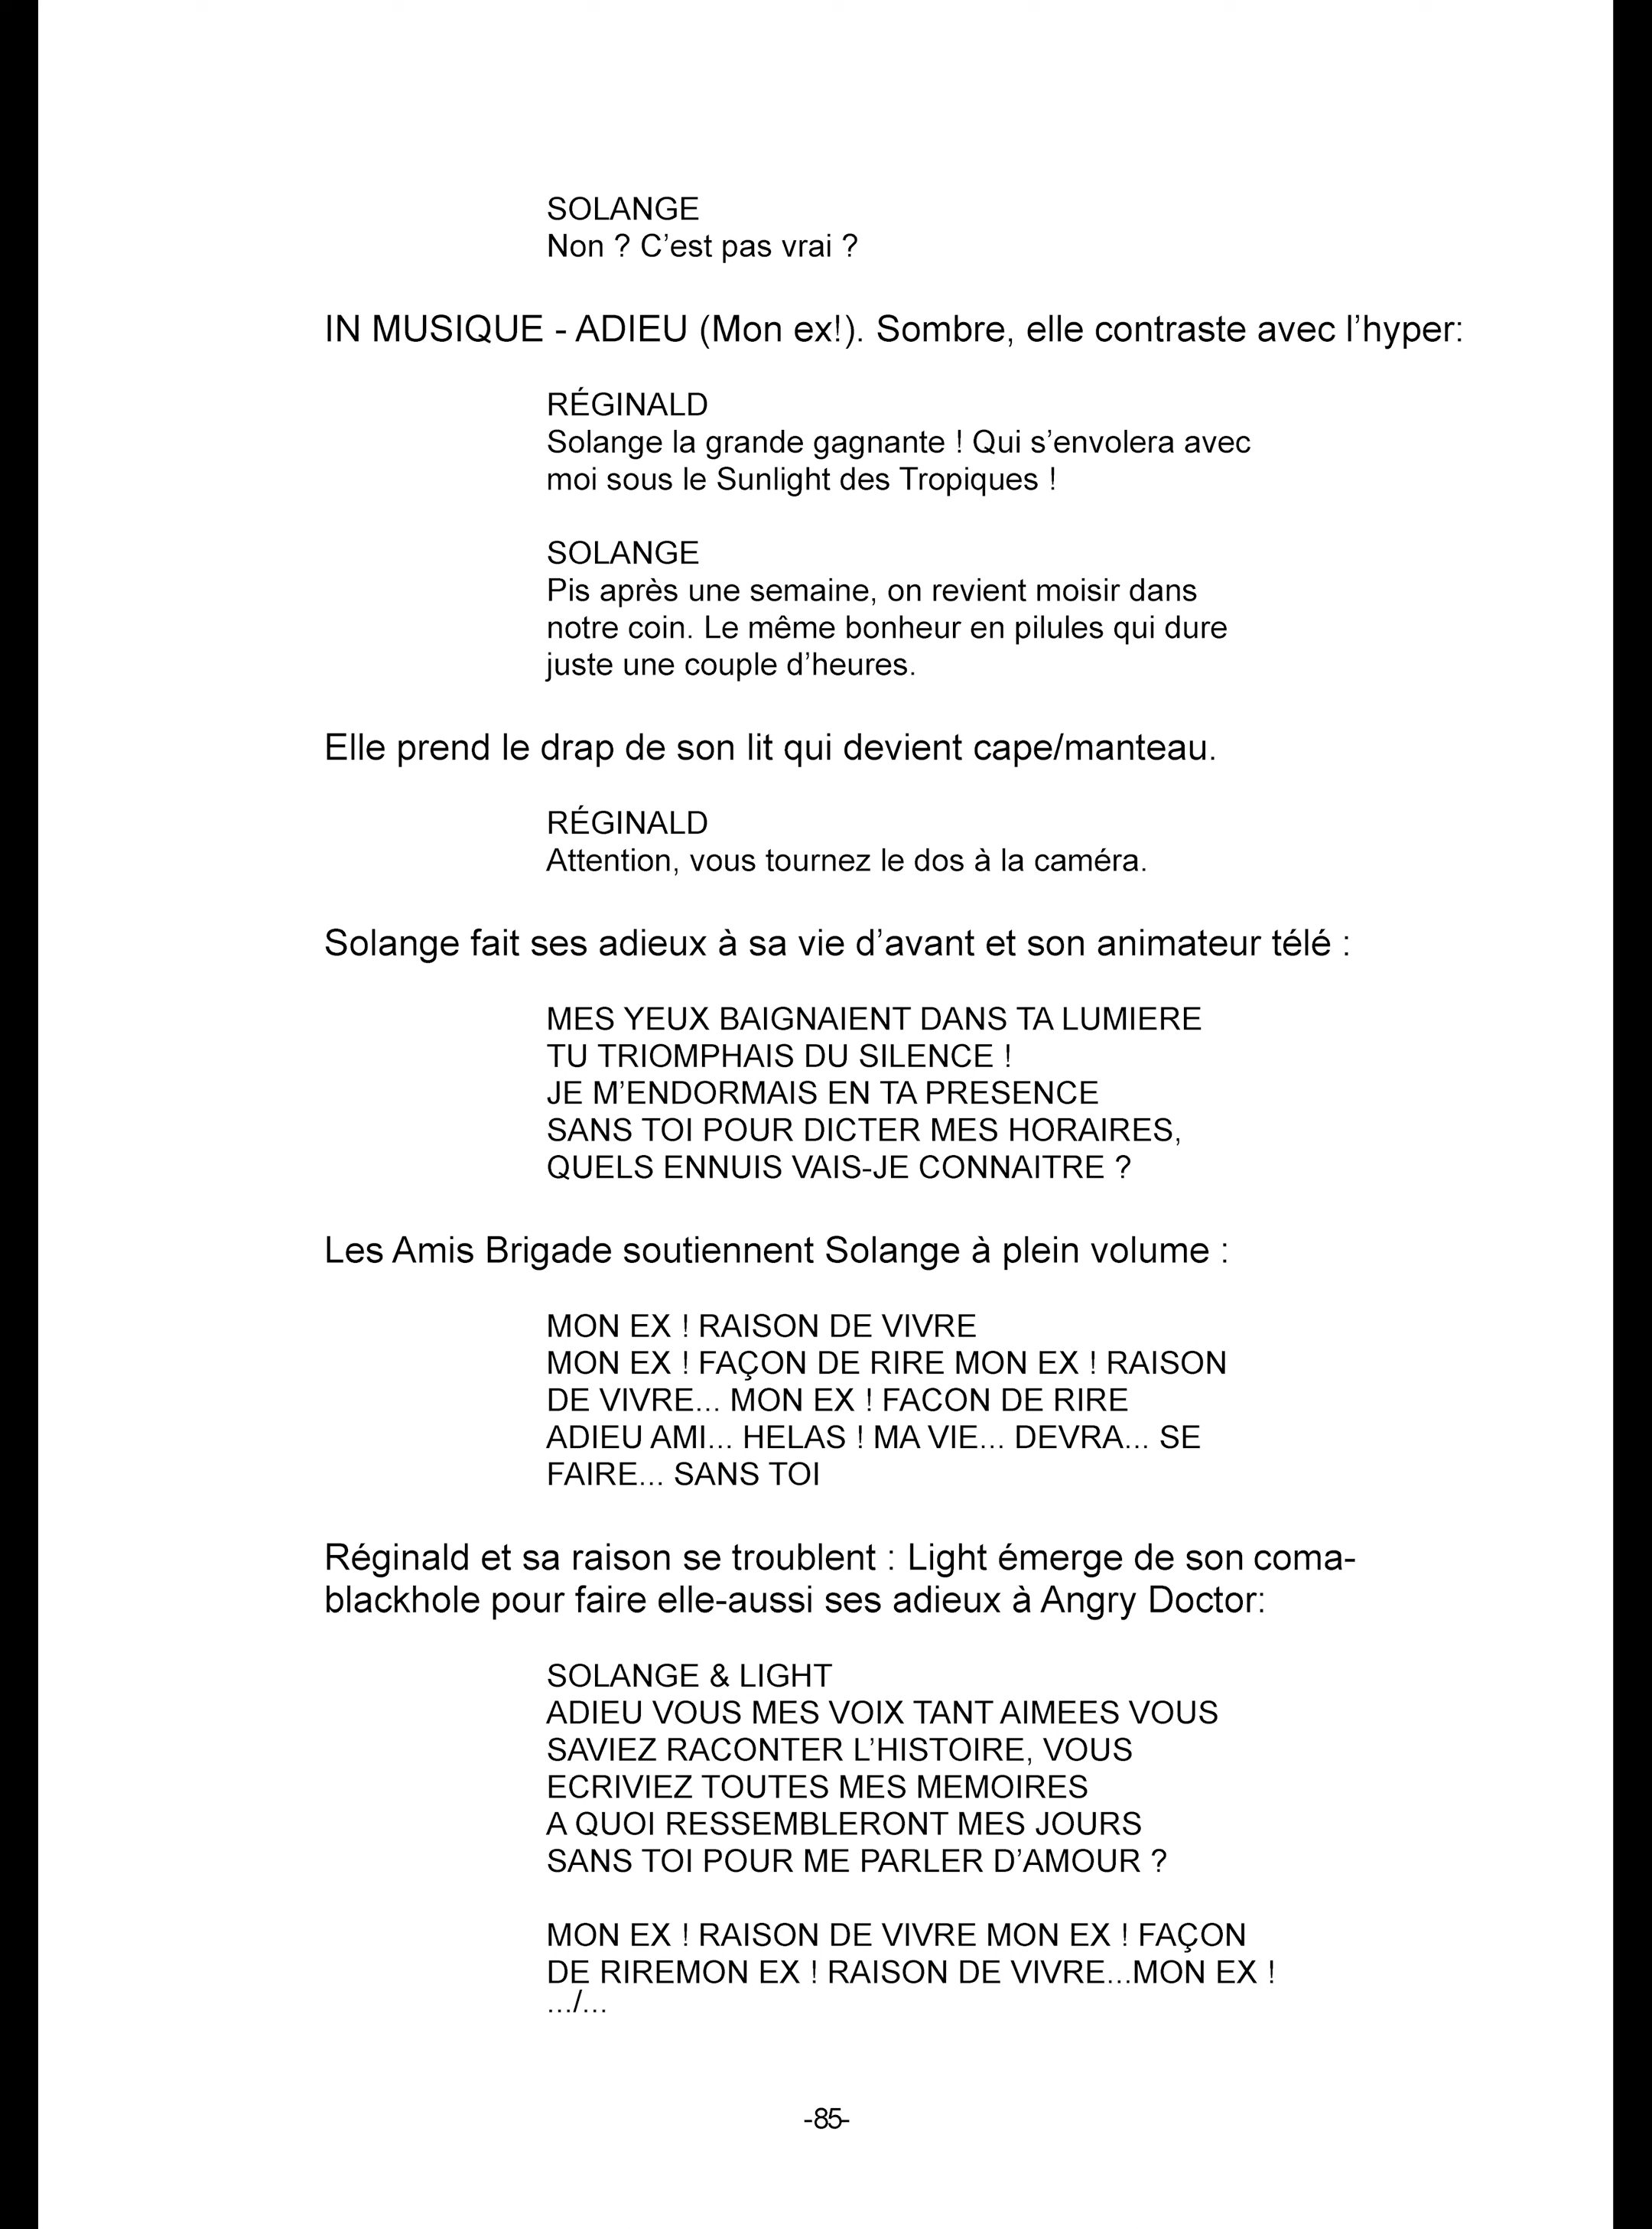 SOLANGE
Non ? C’est pas vrai ?
IN MUSIQUE - ADIEU (Mon ex!). Sombre, elle contraste avec l’hyper:
RÉGINALD
Solange la grande gagnante ! Qui s’envolera avec
moi sous le Sunlight des Tropiques !
SOLANGE
Pis après une semaine, on revient moisir dans
notre coin. Le même bonheur en pilules qui dure
juste une couple d’heures.
Elle prend le drap de son lit qui devient cape/manteau.
RÉGINALD
Attention, vous tournez le dos à la caméra.
Solange fait ses adieux à sa vie d’avant et son animateur télé :
MES YEUX BAIGNAIENT DANS TA LUMIERE
TU TRIOMPHAIS DU SILENCE !
JE M’ENDORMAIS EN TA PRESENCE
SANS TOI POUR DICTER MES HORAIRES,
QUELS ENNUIS VAIS-JE CONNAITRE ?
Les Amis Brigade soutiennent Solange à plein volume :
MON EX ! RAISON DE VIVRE
MON EX ! FAÇON DE RIRE MON EX ! RAISON
DE VIVRE... MON EX ! FACON DE RIRE
ADIEU AMI... HELAS ! MA VIE... DEVRA... SE
FAIRE... SANS TOI
Réginald et sa raison se troublent : Light émerge de son coma-
blackhole pour faire elle-aussi ses adieux à Angry Doctor:
SOLANGE & LIGHT
ADIEU VOUS MES VOIX TANT AIMEES VOUS
SAVIEZ RACONTER L’HISTOIRE, VOUS
ECRIVIEZ TOUTES MES MEMOIRES
A QUOI RESSEMBLERONT MES JOURS
SANS TOI POUR ME PARLER D’AMOUR ?
MON EX ! RAISON DE VIVRE MON EX ! FAÇON
DE RIREMON EX ! RAISON DE VIVRE...MON EX !
.../...
-85-